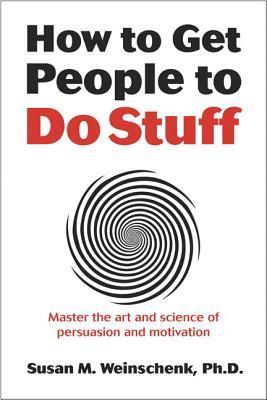 How to Get
People to
Do Stuff
Master the art and science of
persuasion and motivation
Susan M. Weinschenk, Ph.D.